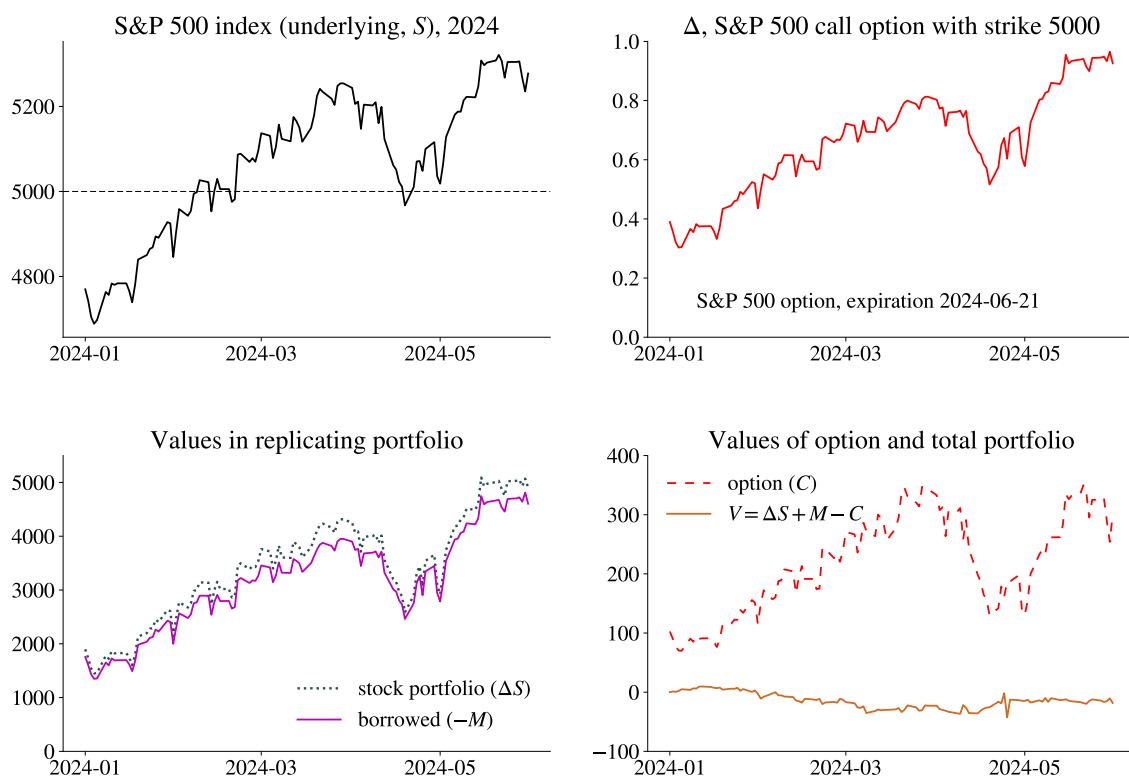 S&P 500 index (underlying, S), 2024
5200
5000
4800
2024-01 2024-03 2024-05
Δ, S&P 500 call option with strike 5000
1.0
0.8
0.6
0.4
0.2
0.0
S&P 500 option, expiration 2024-06-21
2024-01 2024-03 2024-05
Values in replicating portfolio
5000
4000
3000
2000
1000
0
stock portfolio (ΔS)
borrowed (−M)
2024-01 2024-03 2024-05
Values of option and total portfolio
400
300
200
100
0
−100
option (C)
V = ΔS + M − C
2024-01 2024-03 2024-05